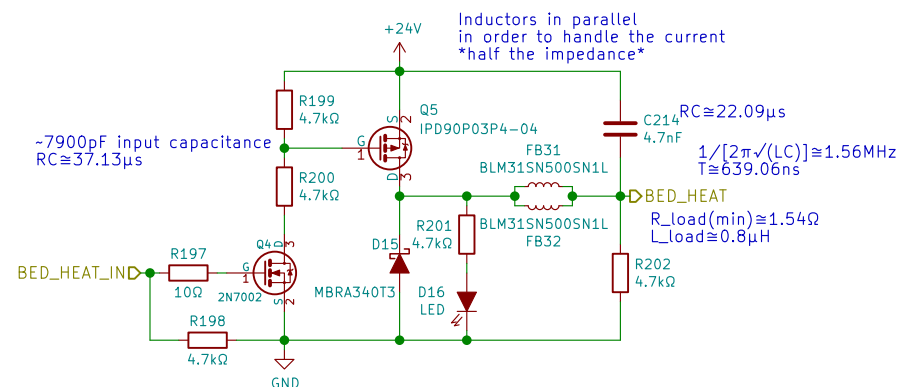 Inductors in parallel
in order to handle the current
*half the impedance*
+24V
R199
4.7kΩ
Q5
IPD90P03P4-04
S
2
G
1
D
3
~7900pF input capacitance
RC≅37.13µs
R200
4.7kΩ
FB31
BLM31SN500SN1L
C214
4.7nF
RC≅22.09µs
1/[2π√(LC)]≅1.56MHz
T≅639.06ns
BED_HEAT
R_load(min)≅1.54Ω
L_load≅0.8µH
BLM31SN500SN1L
FB32
R201
4.7kΩ
D15
MBRA340T3
D16
LED
R202
4.7kΩ
BED_HEAT_IN
R197
10Ω
Q4
D
3
G
1
2N7002
S
2
R198
4.7kΩ
GND